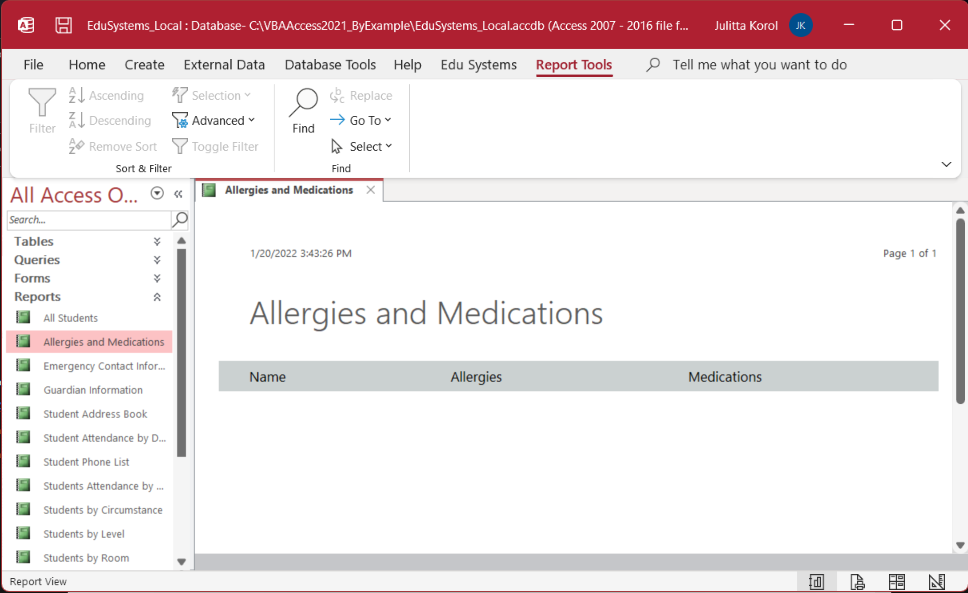 EduSystems_Local : Database- C:\VBAAccess2021_ByExample\EduSystems_Local.accdb (Access 2007 - 2016 file f... Julitta Korol JK
File Home Create External Data Database Tools Help Edu Systems Report Tools Tell me what you want to do
Filter
Ascending
Descending
Remove Sort
Selection
Advanced
Toggle Filter
Sort & Filter
Find
Replace
Go To
Select
Find
All Access O...
Search...
Tables
Queries
Forms
Reports
All Students
Allergies and Medications
Emergency Contact Infor...
Guardian Information
Student Address Book
Student Attendance by D...
Student Phone List
Students Attendance by ...
Students by Circumstance
Students by Level
Students by Room
Allergies and Medications
1/20/2022 3:43:26 PM Page 1 of 1
Allergies and Medications
Name Allergies Medications
Report View